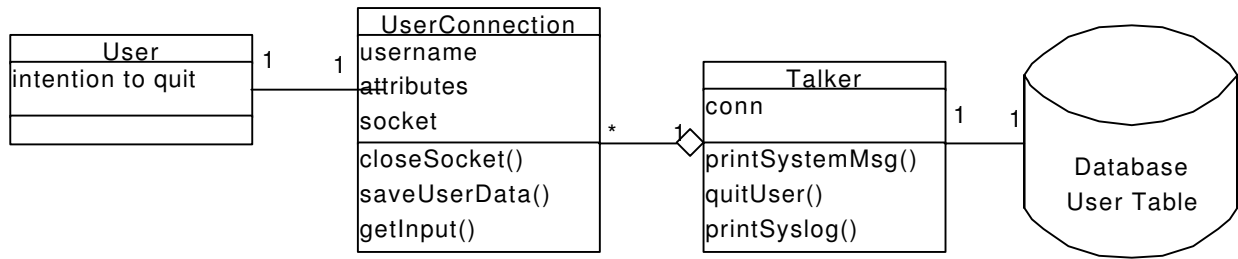 User
intention to quit
1
1
UserConnection
username
attributes
socket
closeSocket()
saveUserData()
getInput()
*
1
Talker
conn
printSystemMsg()
quitUser()
printSyslog()
1
1
Database
User Table